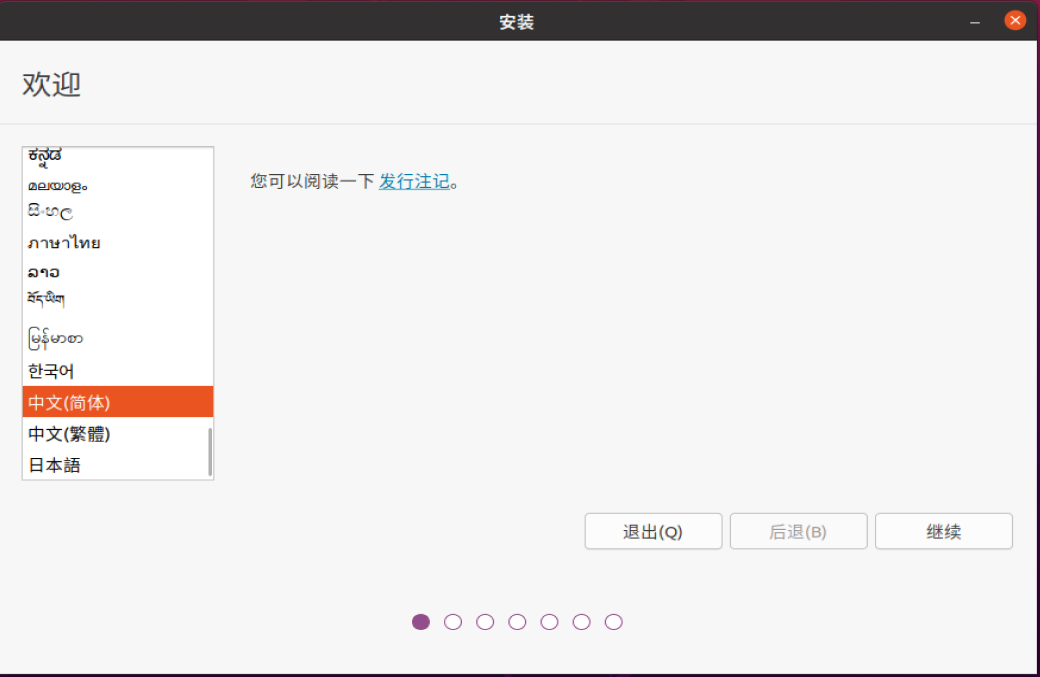 安装
欢迎
ಕನ್ನಡ
മലയാളം
සිංහල
ภาษาไทย
ລາວ
བོད་ཡིག
မြန်မာစာ
한국어
中文(简体)
中文(繁體)
日本語
您可以阅读一下 发行注记。
退出(Q)
后退(B)
继续